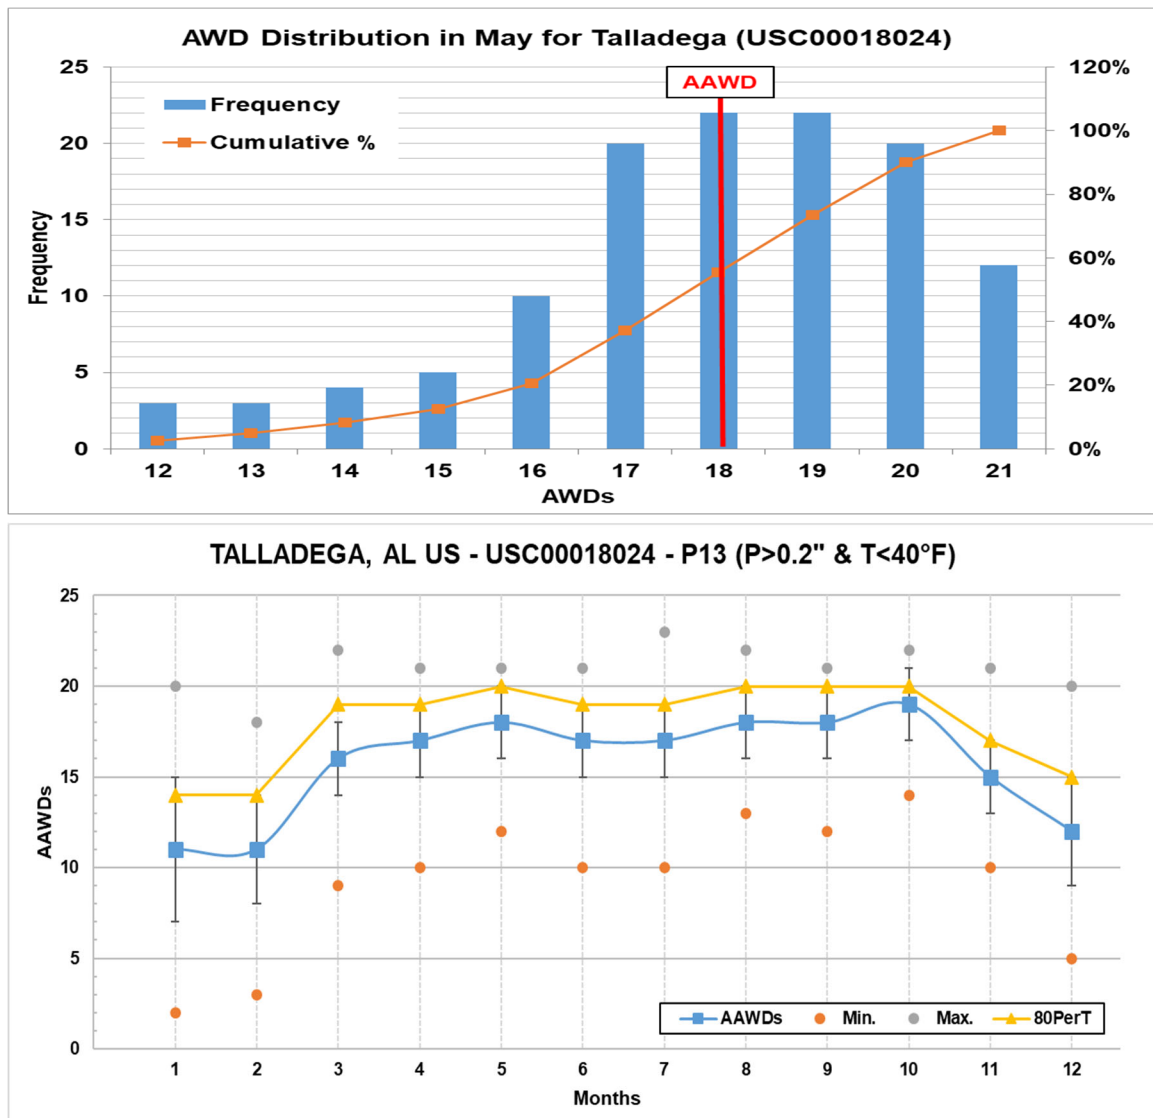 AWD Distribution in May for Talladega (USC00018024)
25
20
15
10
5
0
Frequency
Frequency
Cumulative %
AAWD
120%
100%
80%
60%
40%
20%
0%
12 13 14 15 16 17 18 19 20 21
AWDs
TALLADEGA, AL US - USC00018024 - P13 (P>0.2" & T<40°F)
25
20
15
10
5
0
AAWDs
AAWDs Min. Max. 80PerT
1 2 3 4 5 6 7 8 9 10 11 12
Months